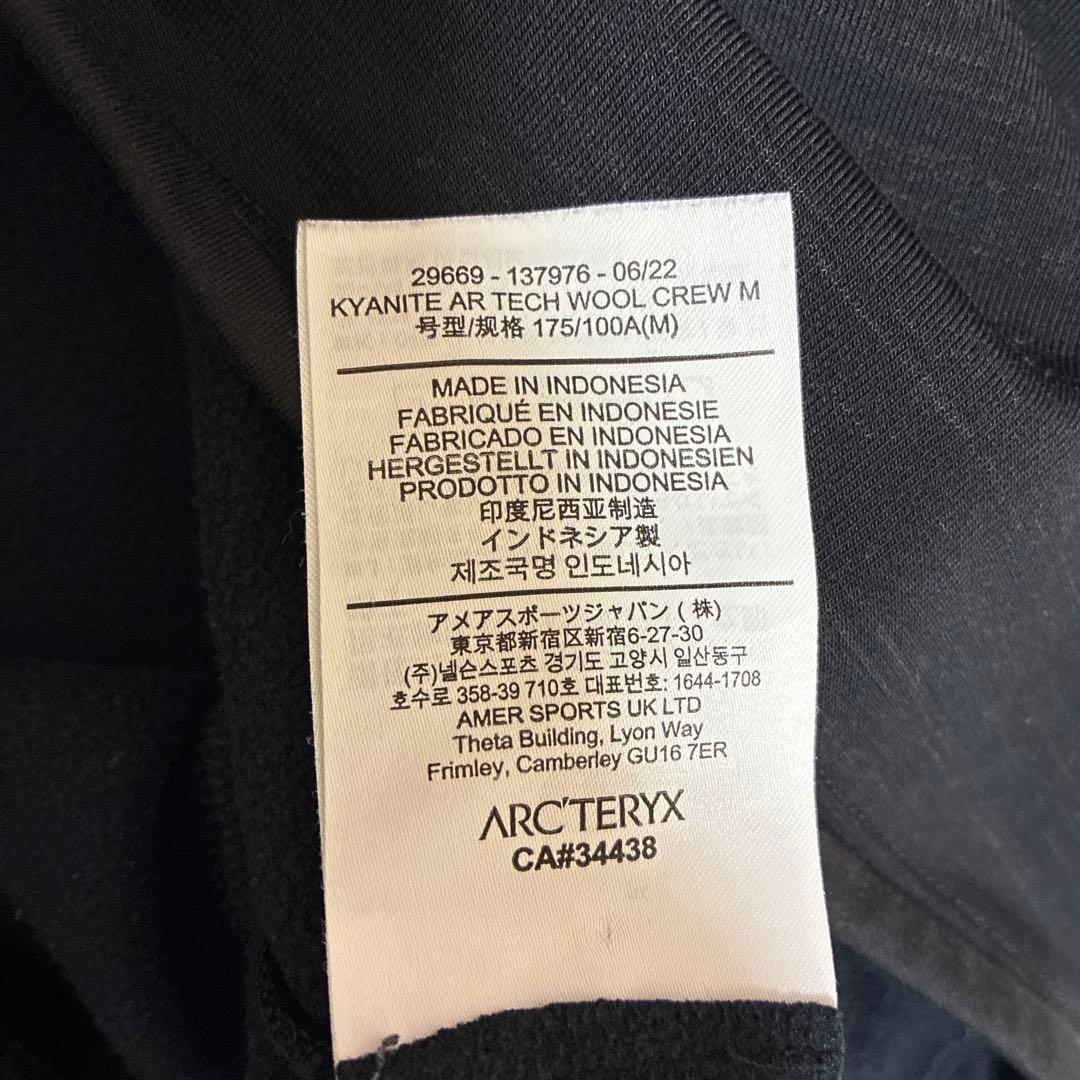 29669 - 137976 - 06/22
KYANITE AR TECH WOOL CREW M
号型/规格 175/100A(M)
MADE IN INDONESIA
FABRIQUÉ EN INDONESIE
FABRICADO EN INDONESIA
HERGESTELLT IN INDONESIEN
PRODOTTO IN INDONESIA
印度尼西亚制造
インドネシア製
제조국명 인도네시아
アメアスポーツジャパン ( 株)
東京都新宿区新宿6-27-30
(주)넬슨스포츠 경기도 고양시 일산동구
호수로 358-39 710호 대표번호: 1644-1708
AMER SPORTS UK LTD
Theta Building, Lyon Way
Frimley, Camberley GU16 7ER
ARC'TERYX
CA#34438